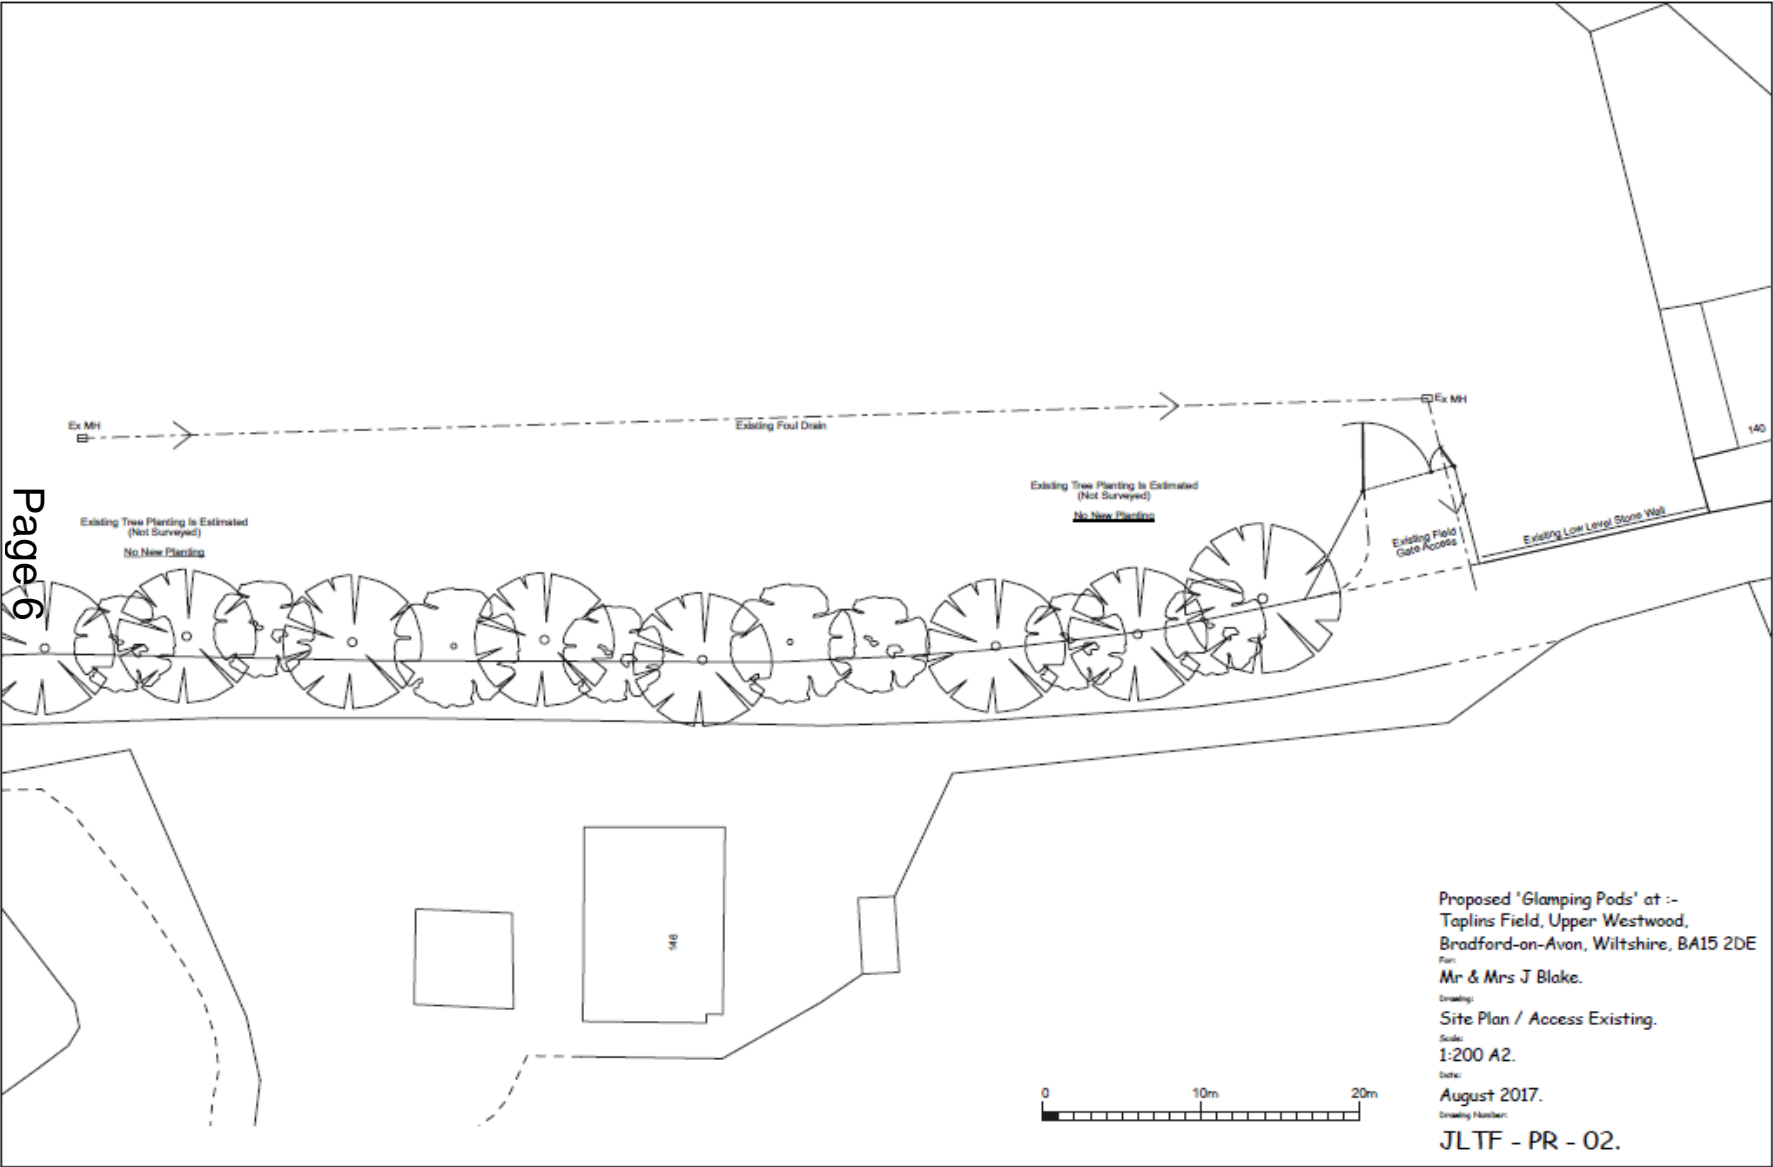 Ex MH
Existing Foul Drain
Ex MH
140
Existing Tree Planting Is Estimated
(Not Surveyed)
No New Planting
Page 6
Existing Tree Planting Is Estimated
(Not Surveyed)
No New Planting
Existing Field
Gate Access
Existing Low Level Stone Wall
146
0 10m 20m
Proposed 'Glamping Pods' at :-
Taplins Field, Upper Westwood,
Bradford-on-Avon, Wiltshire, BA15 2DE
For:
Mr & Mrs J Blake.
Drawing:
Site Plan / Access Existing.
Scale:
1:200 A2.
Date:
August 2017.
Drawing Number:
JLTF - PR - 02.